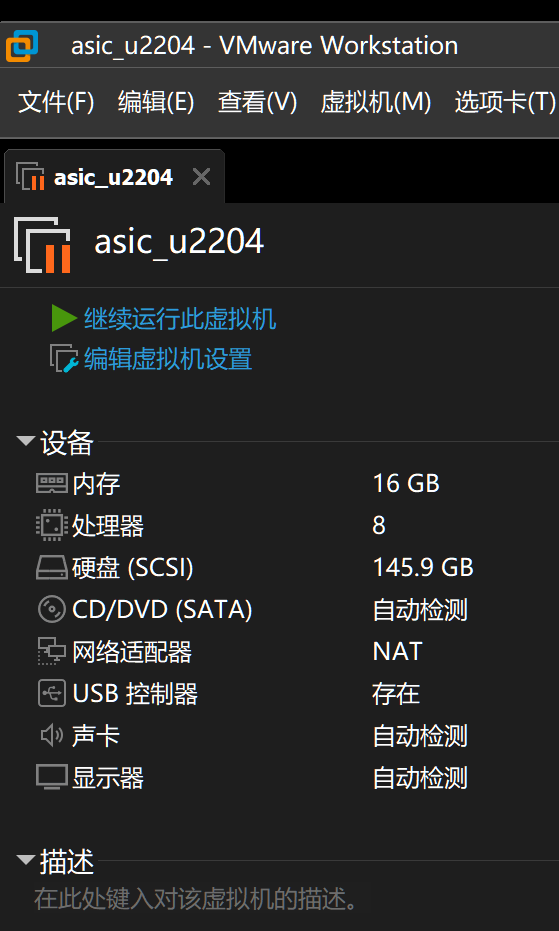 asic_u2204 - VMware Workstation
文件(F) 编辑(E) 查看(V) 虚拟机(M) 选项卡(T)
asic_u2204
asic_u2204
继续运行此虚拟机
编辑虚拟机设置
设备
内存 16 GB
处理器 8
硬盘 (SCSI) 145.9 GB
CD/DVD (SATA) 自动检测
网络适配器 NAT
USB 控制器 存在
声卡 自动检测
显示器 自动检测
描述
在此处键入对该虚拟机的描述。